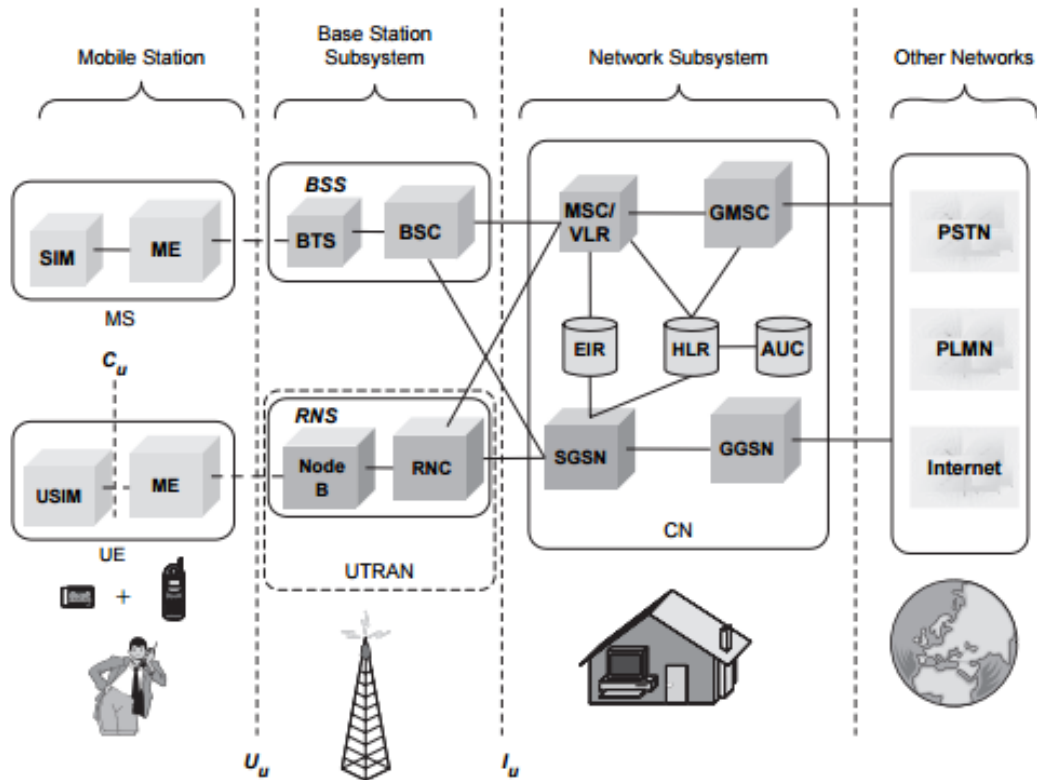 Mobile Station
Base Station
Subsystem
Network Subsystem
Other Networks
BSS
SIM
ME
BTS
BSC
MSC/
VLR
GMSC
PSTN
MS
EIR
HLR
AUC
PLMN
Cu
RNS
USIM
ME
Node
B
RNC
SGSN
GGSN
Internet
UE
UTRAN
CN
+
Uu
Iu